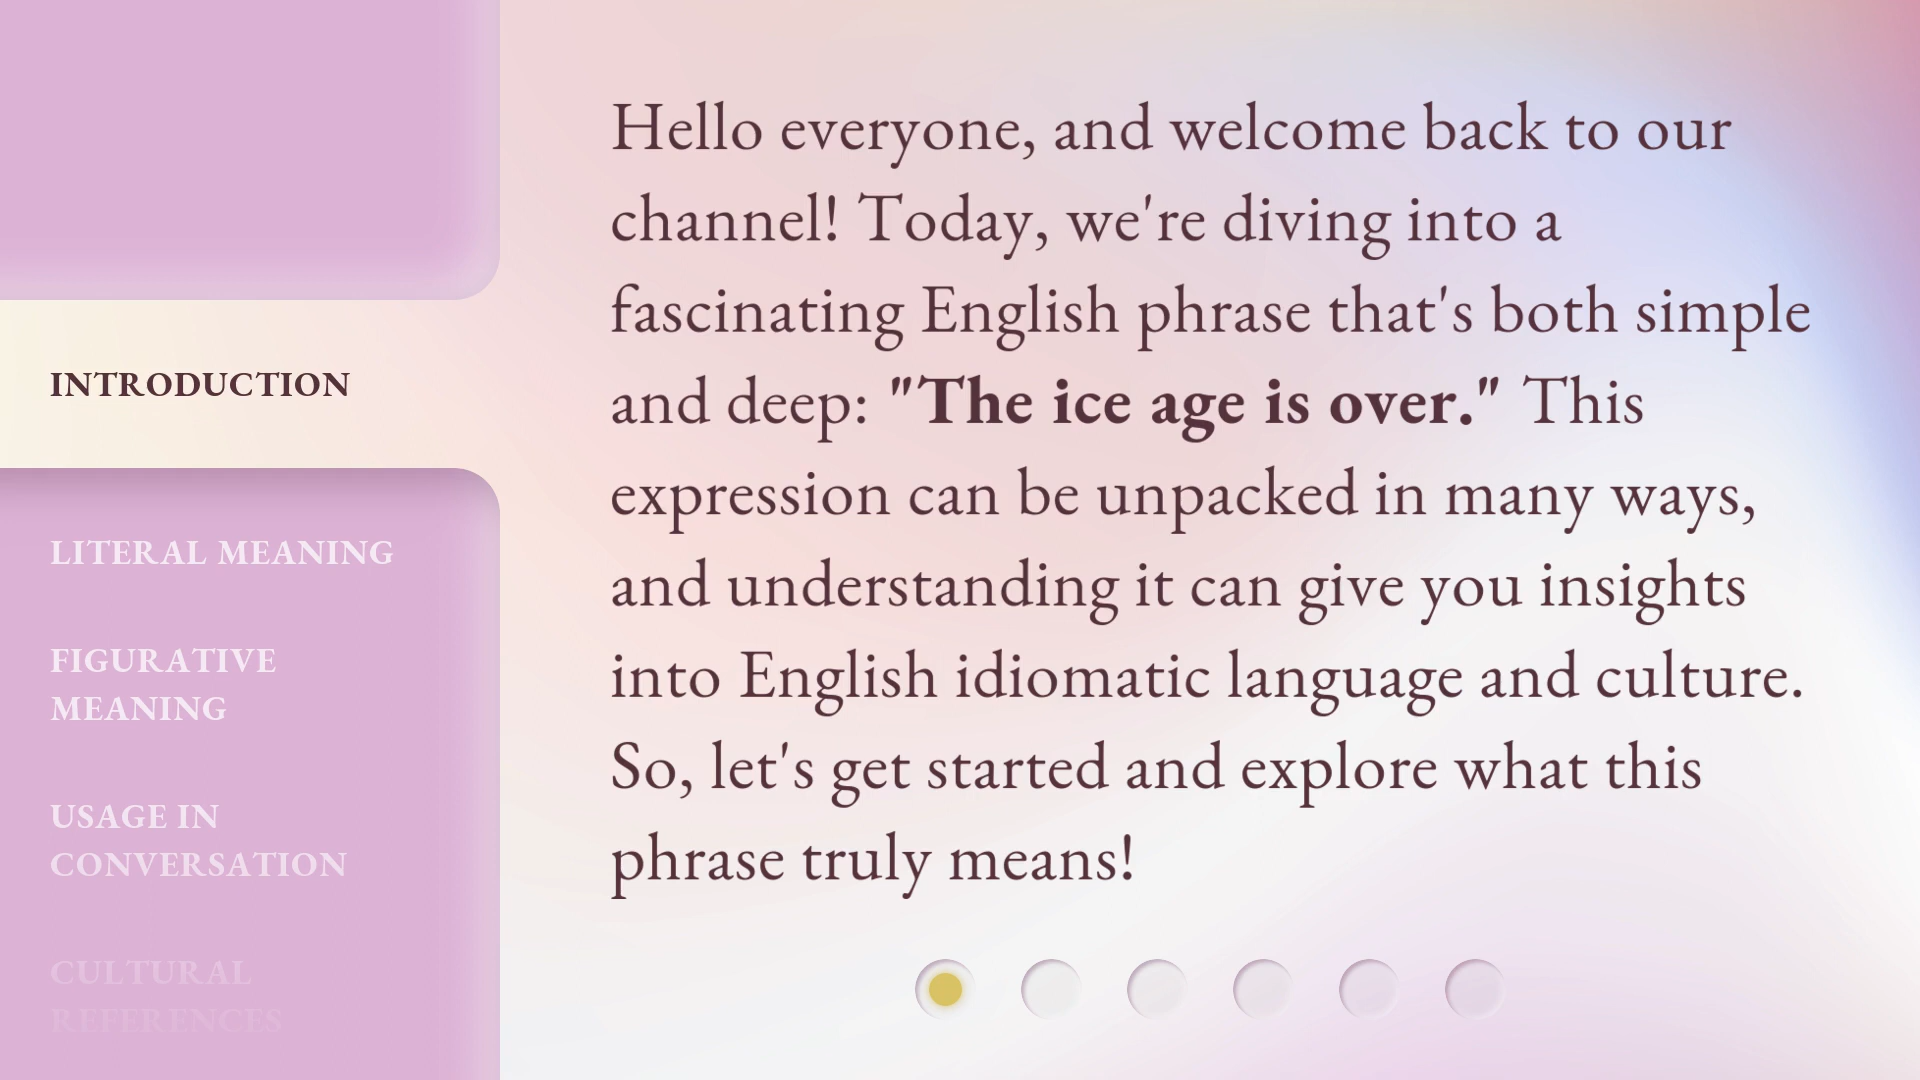 INTRODUCTION
LITERAL MEANING
FIGURATIVE
MEANING
USAGE IN
CONVERSATION
CULTURAL
REFERENCES
Hello everyone, and welcome back to our
channel! Today, we're diving into a
fascinating English phrase that's both simple
and deep: "The ice age is over." This
expression can be unpacked in many ways,
and understanding it can give you insights
into English idiomatic language and culture.
So, let's get started and explore what this
phrase truly means!